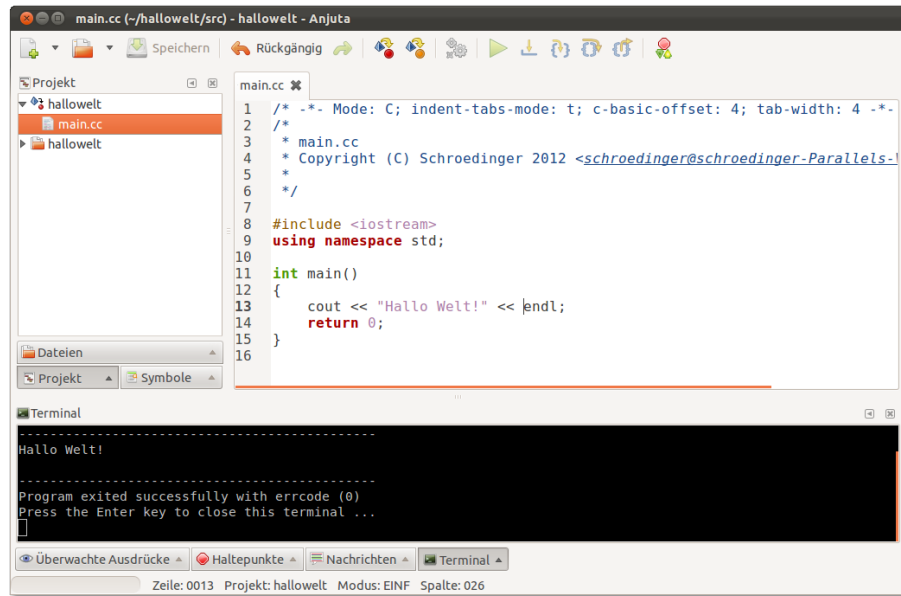 main.cc (~/hallowelt/src) - hallowelt - Anjuta
Speichern Rückgängig
Projekt
hallowelt
main.cc
hallowelt
Dateien
Projekt Symbole
main.cc
1 /* -*- Mode: C; indent-tabs-mode: t; c-basic-offset: 4; tab-width: 4 -*-
2 /*
3  * main.cc
4  * Copyright (C) Schroedinger 2012 <schroedinger@schroedinger-Parallels-
5  *
6  */
7
8 #include <iostream>
9 using namespace std;
10
11 int main()
12 {
13     cout << "Hallo Welt!" << endl;
14     return 0;
15 }
16
Terminal
----------------------------------------------
Hallo Welt!
----------------------------------------------
Program exited successfully with errcode (0)
Press the Enter key to close this terminal ...
Überwachte Ausdrücke Haltepunkte Nachrichten Terminal
Zeile: 0013 Projekt: hallowelt Modus: EINF Spalte: 026